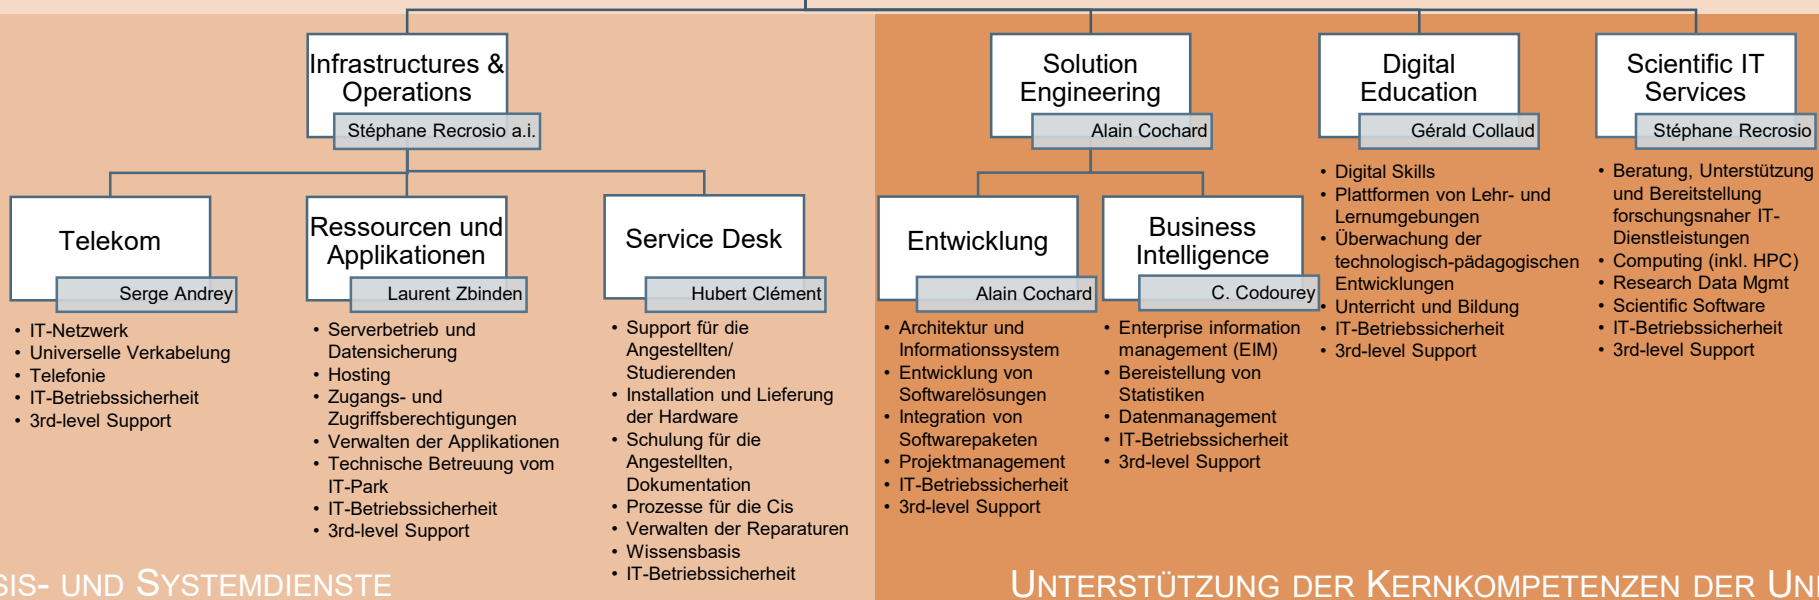 Infrastructures &
Operations
Stéphane Recrosio a.i.
Solution
Engineering
Alain Cochard
Digital
Education
Gérald Collaud
Scientific IT
Services
Stéphane Recrosio
Telekom
Serge Andrey
• IT-Netzwerk
• Universelle Verkabelung
• Telefonie
• IT-Betriebssicherheit
• 3rd-level Support
Ressourcen und
Applikationen
Laurent Zbinden
• Serverbetrieb und
Datensicherung
• Hosting
• Zugangs- und
Zugriffsberechtigungen
• Verwalten der Applikationen
• Technische Betreuung vom
IT-Park
• IT-Betriebssicherheit
• 3rd-level Support
Service Desk
Hubert Clément
• Support für die
Angestellten/
Studierenden
• Installation und Lieferung
der Hardware
• Schulung für die
Angestellten,
Dokumentation
• Prozesse für die Cis
• Verwalten der Reparaturen
• Wissensbasis
• IT-Betriebssicherheit
Entwicklung
Alain Cochard
• Architektur und
Informationssystem
• Entwicklung von
Softwarelösungen
• Integration von
Softwarepaketen
• Projektmanagement
• IT-Betriebssicherheit
• 3rd-level Support
Business
Intelligence
C. Codourey
• Enterprise information
management (EIM)
• Bereistellung von
Statistiken
• Datenmanagement
• IT-Betriebssicherheit
• 3rd-level Support
• Digital Skills
• Plattformen von Lehr- und
Lernumgebungen
• Überwachung der
technologisch-pädagogischen
Entwicklungen
• Unterricht und Bildung
• IT-Betriebssicherheit
• 3rd-level Support
• Beratung, Unterstützung
und Bereitstellung
forschungsnaher IT-
Dienstleistungen
• Computing (inkl. HPC)
• Research Data Mgmt
• Scientific Software
• IT-Betriebssicherheit
• 3rd-level Support
SIS- UND SYSTEMDIENSTE
UNTERSTÜTZUNG DER KERNKOMPETENZEN DER UNI